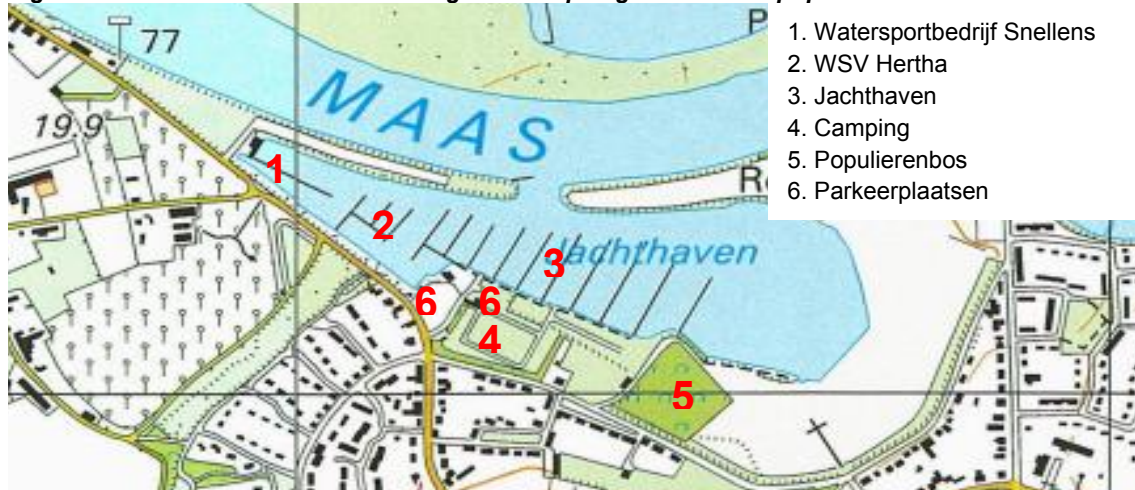 1. Watersportbedrijf Snellens
2. WSV Hertha
3. Jachthaven
4. Camping
5. Populierenbos
6. Parkeerplaatsen
77
MAAS
19.9
1
2
3
Jachthaven
6
6
4
5